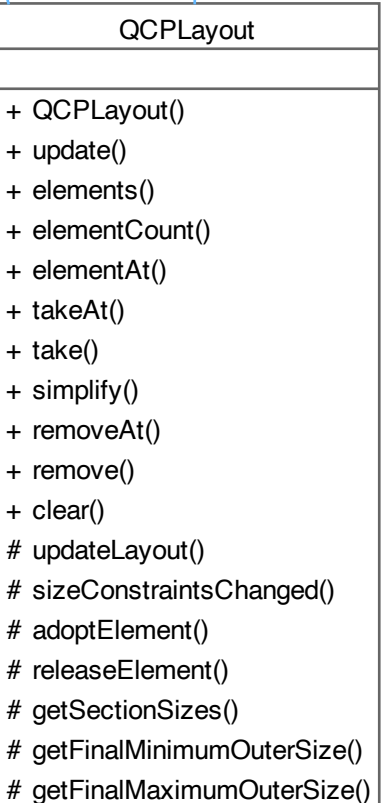 QCPLayout
+ QCPLayout()
+ update()
+ elements()
+ elementCount()
+ elementAt()
+ takeAt()
+ take()
+ simplify()
+ removeAt()
+ remove()
+ clear()
# updateLayout()
# sizeConstraintsChanged()
# adoptElement()
# releaseElement()
# getSectionSizes()
# getFinalMinimumOuterSize()
# getFinalMaximumOuterSize()